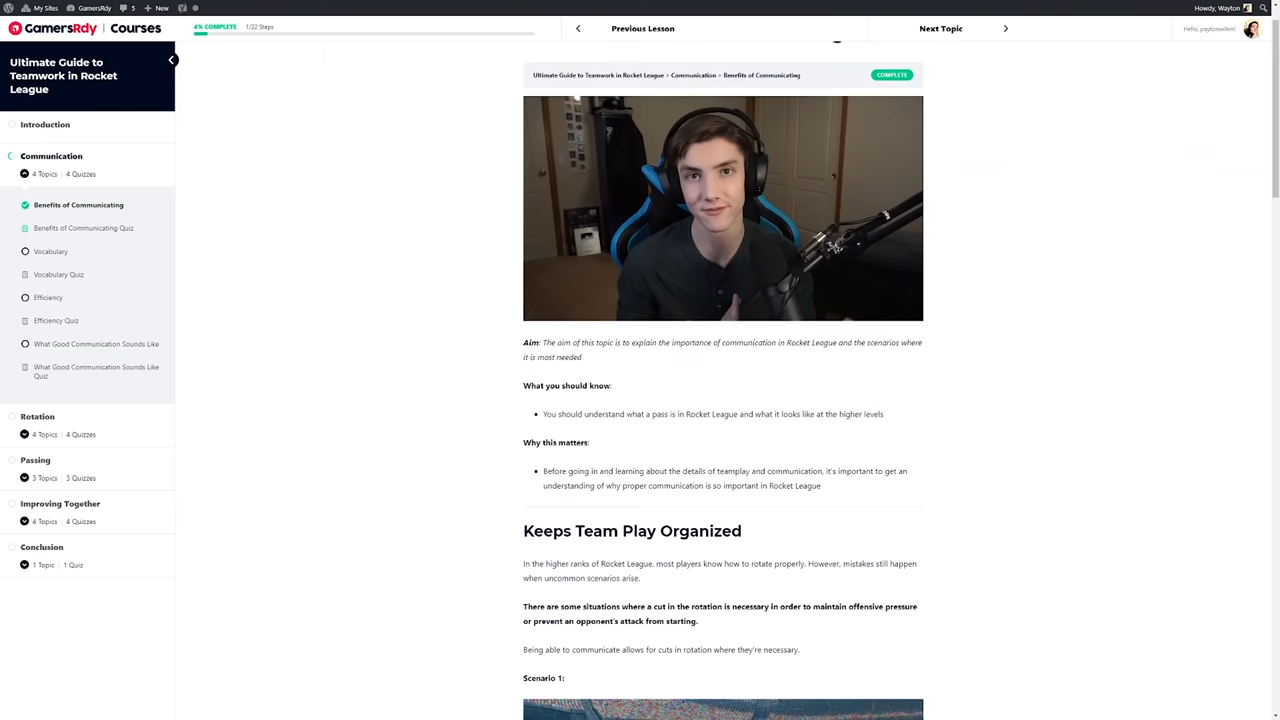 My Sites
GamersRdy
5
New
Howdy, Wayton
GamersRdy | Courses
4% COMPLETE
1/22 Steps
Previous Lesson
Next Topic
Ultimate Guide to
Teamwork in Rocket
League
Introduction
Communication
4 Topics | 4 Quizzes
Benefits of Communicating
Benefits of Communicating Quiz
Vocabulary
Vocabulary Quiz
Efficiency
Efficiency Quiz
What Good Communication Sounds Like
What Good Communication Sounds Like
Quiz
Rotation
4 Topics | 4 Quizzes
Passing
3 Topics | 3 Quizzes
Improving Together
4 Topics | 4 Quizzes
Conclusion
1 Topic | 1 Quiz
Ultimate Guide to Teamwork in Rocket League > Communication > Benefits of Communicating
COMPLETE
Aim: The aim of this topic is to explain the importance of communication in Rocket League and the scenarios where
it is most needed
What you should know:
• You should understand what a pass is in Rocket League and what it looks like at the higher levels
Why this matters:
• Before going in and learning about the details of teamplay and communication, it's important to get an
understanding of why proper communication is so important in Rocket League
Keeps Team Play Organized
In the higher ranks of Rocket League, most players know how to rotate properly. However, mistakes still happen
when uncommon scenarios arise.
There are some situations where a cut in the rotation is necessary in order to maintain offensive pressure
or prevent an opponent's attack from starting.
Being able to communicate allows for cuts in rotation where they're necessary.
Scenario 1: